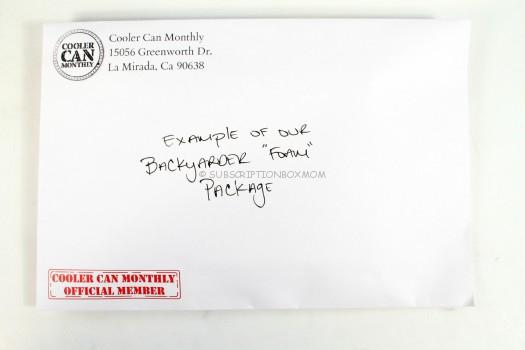 COOLER
CAN
MONTHLY
Cooler Can Monthly
15056 Greenworth Dr.
La Mirada, Ca 90638
EXAMPLE OF OUR
BACKYARDER "FOAM"
© SUBSCRIPTIONBOXMOM
PACKAGE
COOLER CAN MONTHLY
OFFICIAL MEMBER